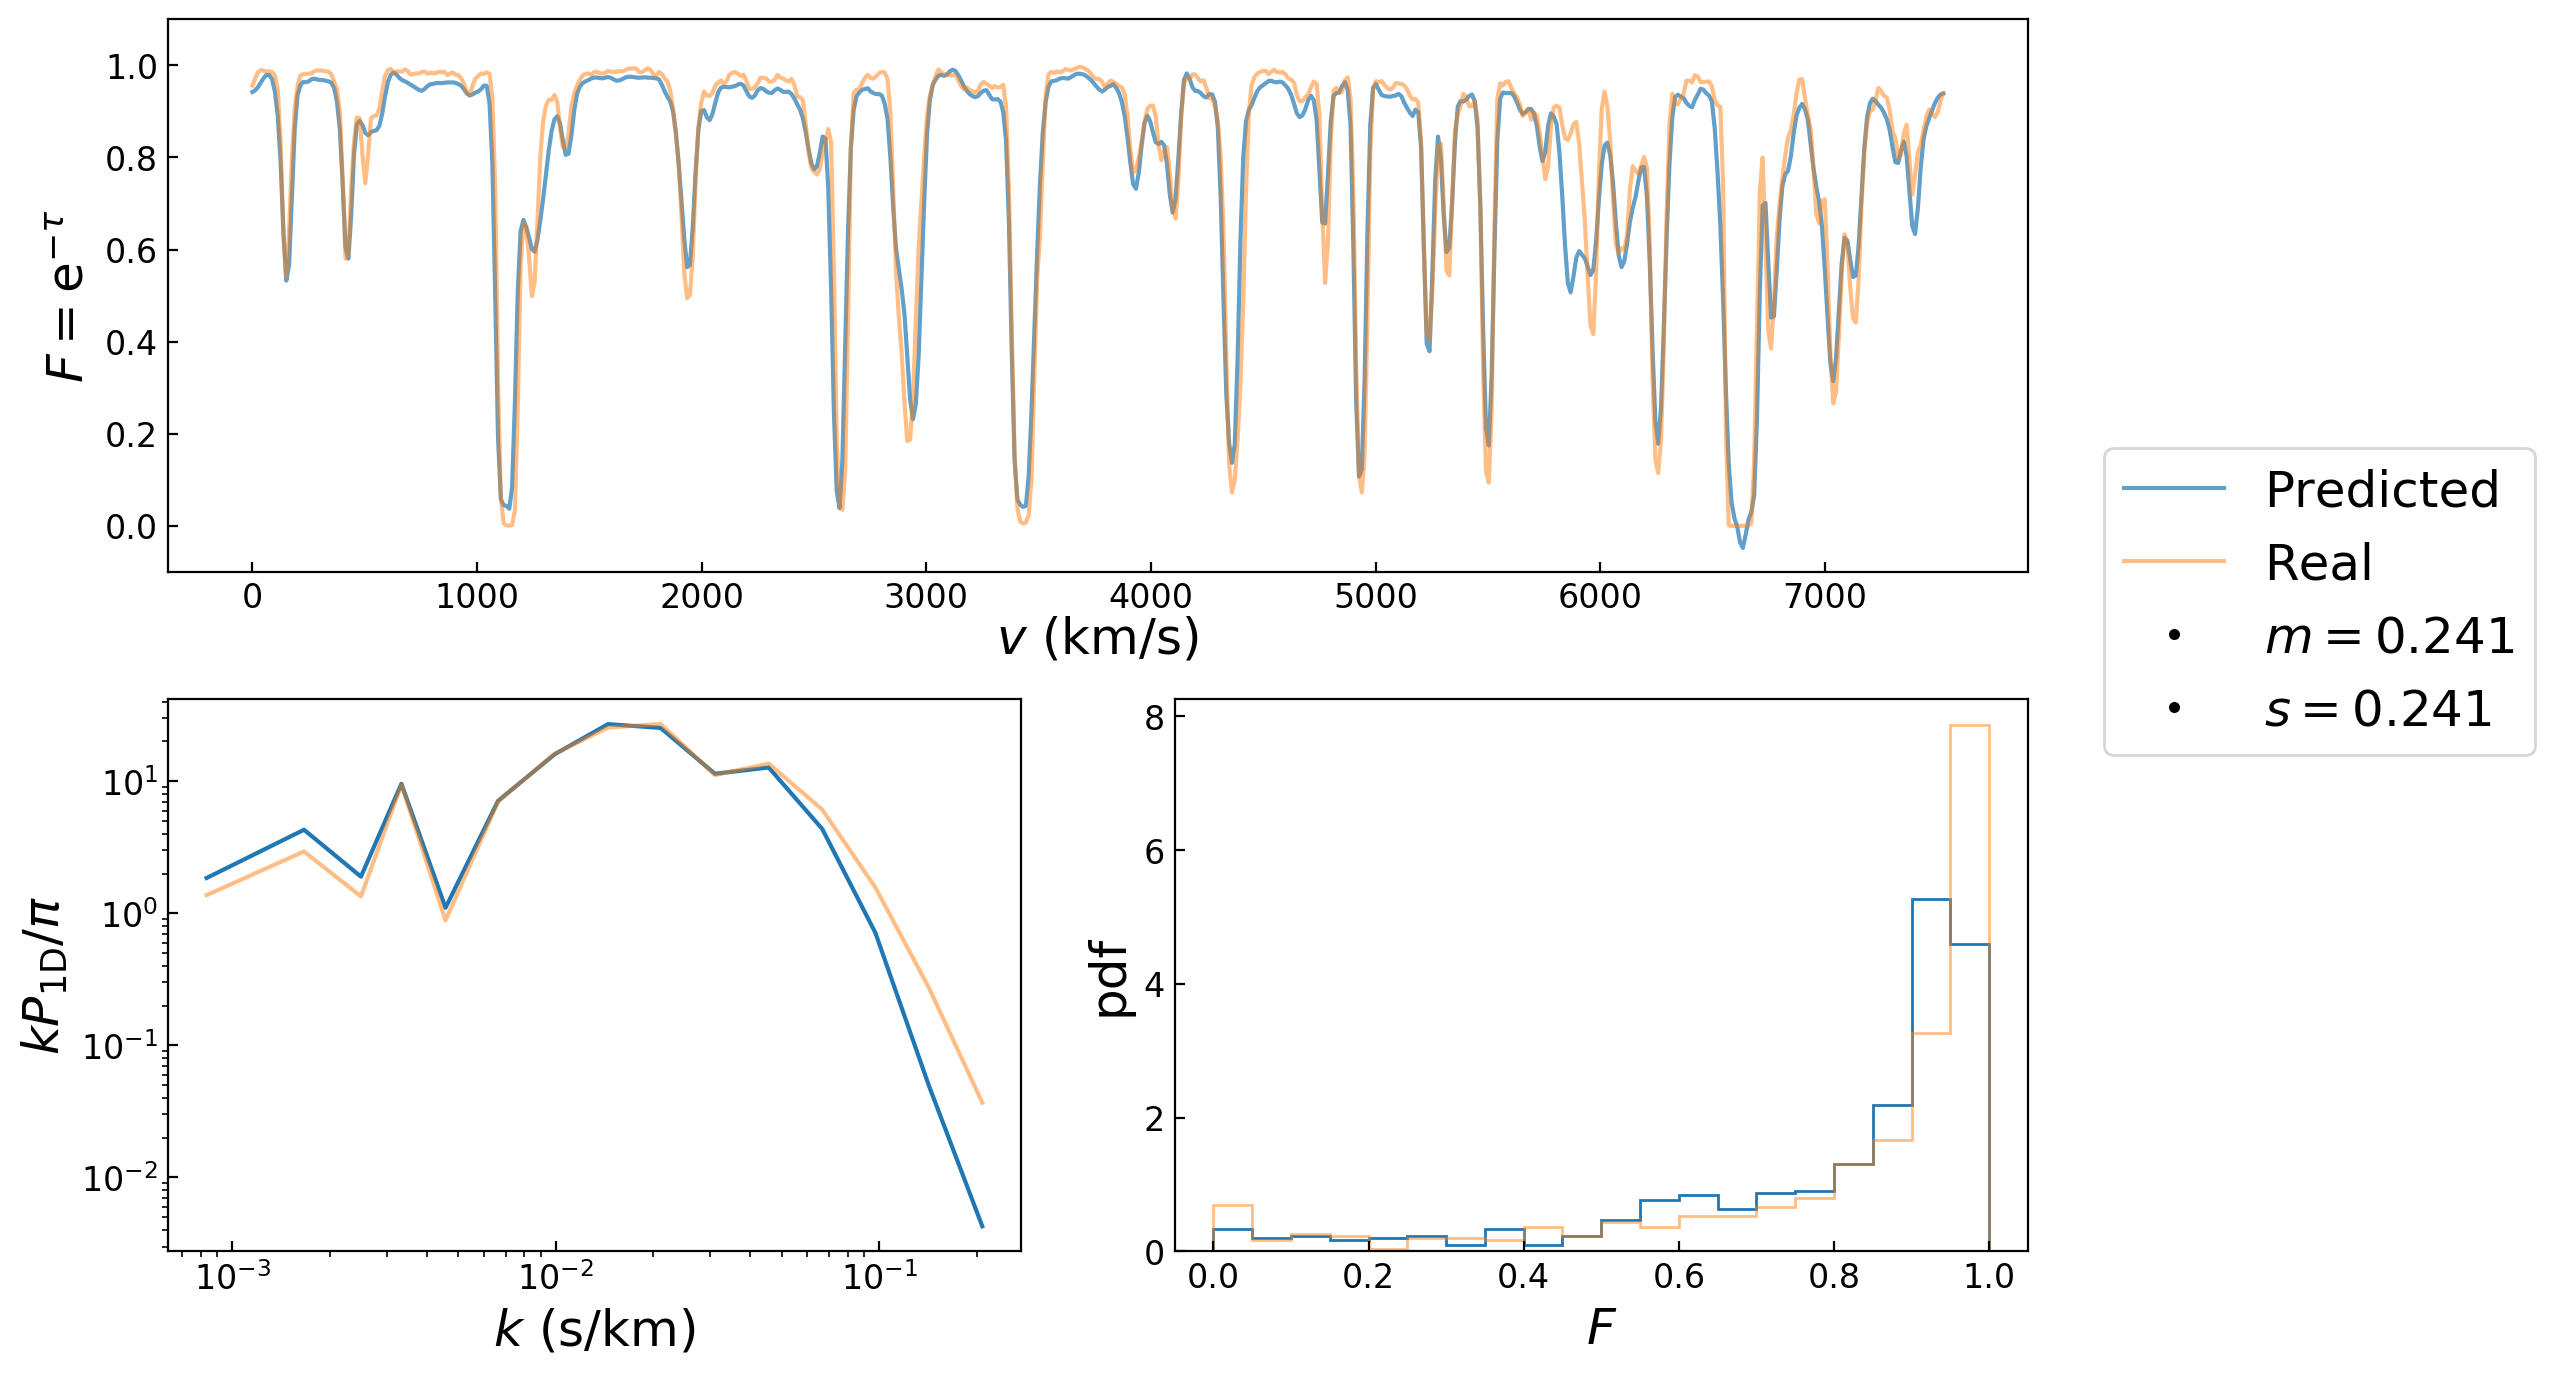 F = e^{−τ}
1.0
0.8
0.6
0.4
0.2
0.0
0 1000 2000 3000 4000 5000 6000 7000
v (km/s)
Predicted
Real
m = 0.241
s = 0.241
kP_{1D}/π
10^1
10^0
10^{−1}
10^{−2}
10^{−3} 10^{−2} 10^{−1}
k (s/km)
pdf
8
6
4
2
0
0.0 0.2 0.4 0.6 0.8 1.0
F